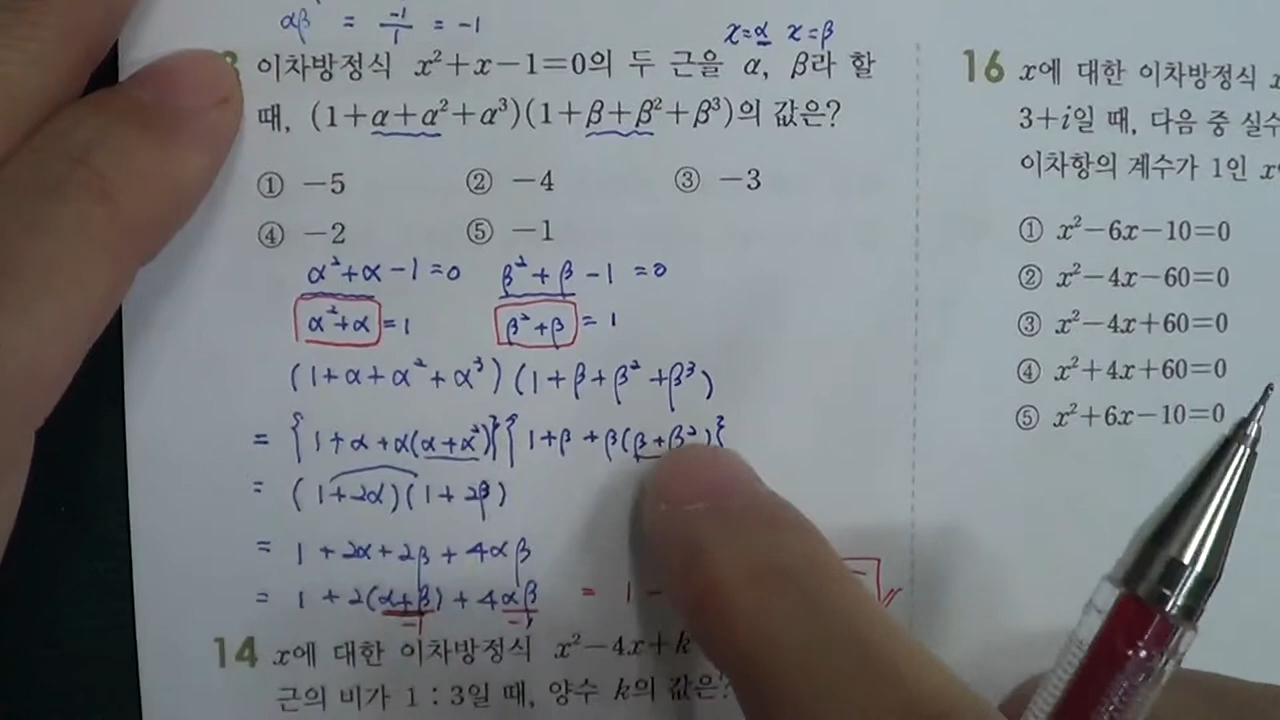 αβ = -1/1 = -1
x=α x=β
이차방정식 x²+x-1=0의 두 근을 α, β라 할
때, (1+α+α²+α³)(1+β+β²+β³)의 값은?
① -5 ② -4 ③ -3
④ -2 ⑤ -1
α²+α-1=0 β²+β-1=0
α²+α=1 β²+β=1
(1+α+α²+α³)(1+β+β²+β³)
= {1+α+α(α+α²)}{1+β+β(β+β²)}
= (1+2α)(1+2β)
= 1+2α+2β+4αβ
= 1+2(α+β)+4αβ = 1-
-1 -1
14 x에 대한 이차방정식 x²-4x+k
근의 비가 1 : 3일 때, 양수 k의 값은?
16 x에 대한 이차방정식
3+i일 때, 다음 중 실수
이차항의 계수가 1인
① x²-6x-10=0
② x²-4x-60=0
③ x²-4x+60=0
④ x²+4x+60=0
⑤ x²+6x-10=0